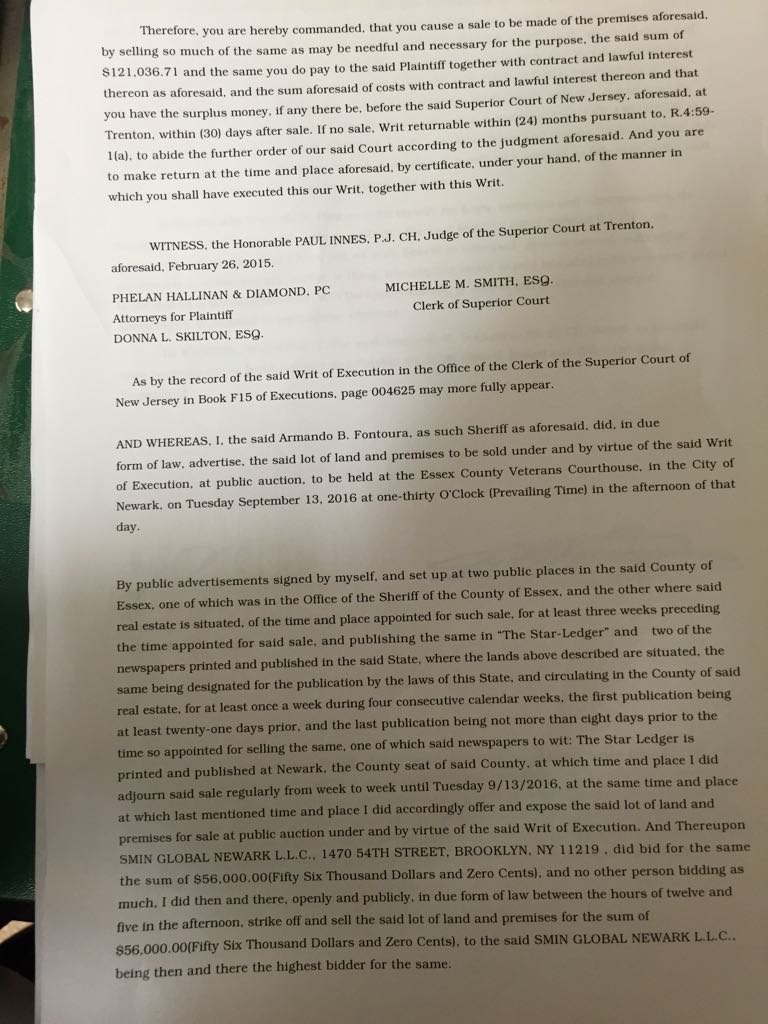 Therefore, you are hereby commanded, that you cause a sale to be made of the premises aforesaid,
by selling so much of the same as may be needful and necessary for the purpose, the said sum of
$121,036.71 and the same you do pay to the said Plaintiff together with contract and lawful interest
thereon as aforesaid, and the sum aforesaid of costs with contract and lawful interest thereon and that
you have the surplus money, if any there be, before the said Superior Court of New Jersey, aforesaid, at
Trenton, within (30) days after sale. If no sale, Writ returnable within (24) months pursuant to, R.4:59-
1(a), to abide the further order of our said Court according to the judgment aforesaid. And you are
to make return at the time and place aforesaid, by certificate, under your hand, of the manner in
which you shall have executed this our Writ, together with this Writ.
WITNESS, the Honorable PAUL INNES, P.J. CH, Judge of the Superior Court at Trenton,
aforesaid, February 26, 2015.
PHELAN HALLINAN & DIAMOND, PC MICHELLE M. SMITH, ESQ.
Attorneys for Plaintiff Clerk of Superior Court
DONNA L. SKILTON, ESQ.
As by the record of the said Writ of Execution in the Office of the Clerk of the Superior Court of
New Jersey in Book F15 of Executions, page 004625 may more fully appear.
AND WHEREAS, I, the said Armando B. Fontoura, as such Sheriff as aforesaid, did, in due
form of law, advertise, the said lot of land and premises to be sold under and by virtue of the said Writ
of Execution, at public auction, to be held at the Essex County Veterans Courthouse, in the City of
Newark, on Tuesday September 13, 2016 at one-thirty O'Clock (Prevailing Time) in the afternoon of that
day.
By public advertisements signed by myself, and set up at two public places in the said County of
Essex, one of which was in the Office of the Sheriff of the County of Essex, and the other where said
real estate is situated, of the time and place appointed for such sale, for at least three weeks preceding
the time appointed for said sale, and publishing the same in "The Star-Ledger" and two of the
newspapers printed and published in the said State, where the lands above described are situated, the
same being designated for the publication by the laws of this State, and circulating in the County of said
real estate, for at least once a week during four consecutive calendar weeks, the first publication being
at least twenty-one days prior, and the last publication being not more than eight days prior to the
time so appointed for selling the same, one of which said newspapers to wit: The Star Ledger is
printed and published at Newark, the County seat of said County, at which time and place I did
adjourn said sale regularly from week to week until Tuesday 9/13/2016, at the same time and place
at which last mentioned time and place I did accordingly offer and expose the said lot of land and
premises for sale at public auction under and by virtue of the said Writ of Execution. And Thereupon
SMIN GLOBAL NEWARK L.L.C., 1470 54TH STREET, BROOKLYN, NY 11219 , did bid for the same
the sum of $56,000.00(Fifty Six Thousand Dollars and Zero Cents), and no other person bidding as
much, I did then and there, openly and publicly, in due form of law between the hours of twelve and
five in the afternoon, strike off and sell the said lot of land and premises for the sum of
$56,000.00(Fifty Six Thousand Dollars and Zero Cents), to the said SMIN GLOBAL NEWARK L.L.C.,
being then and there the highest bidder for the same.